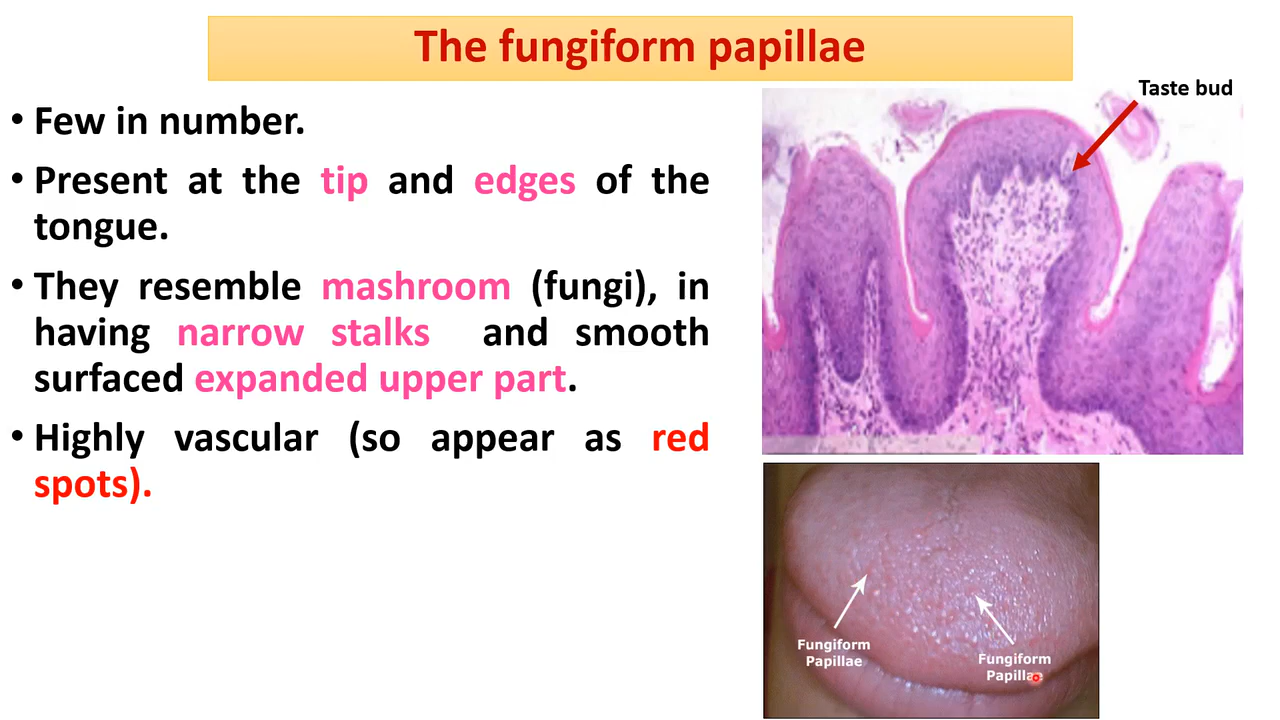 The fungiform papillae
• Few in number.
• Present at the tip and edges of the
tongue.
• They resemble mashroom (fungi), in
having narrow stalks and smooth
surfaced expanded upper part.
• Highly vascular (so appear as red
spots).
Taste bud
Fungiform
Papillae
Fungiform
Papillae